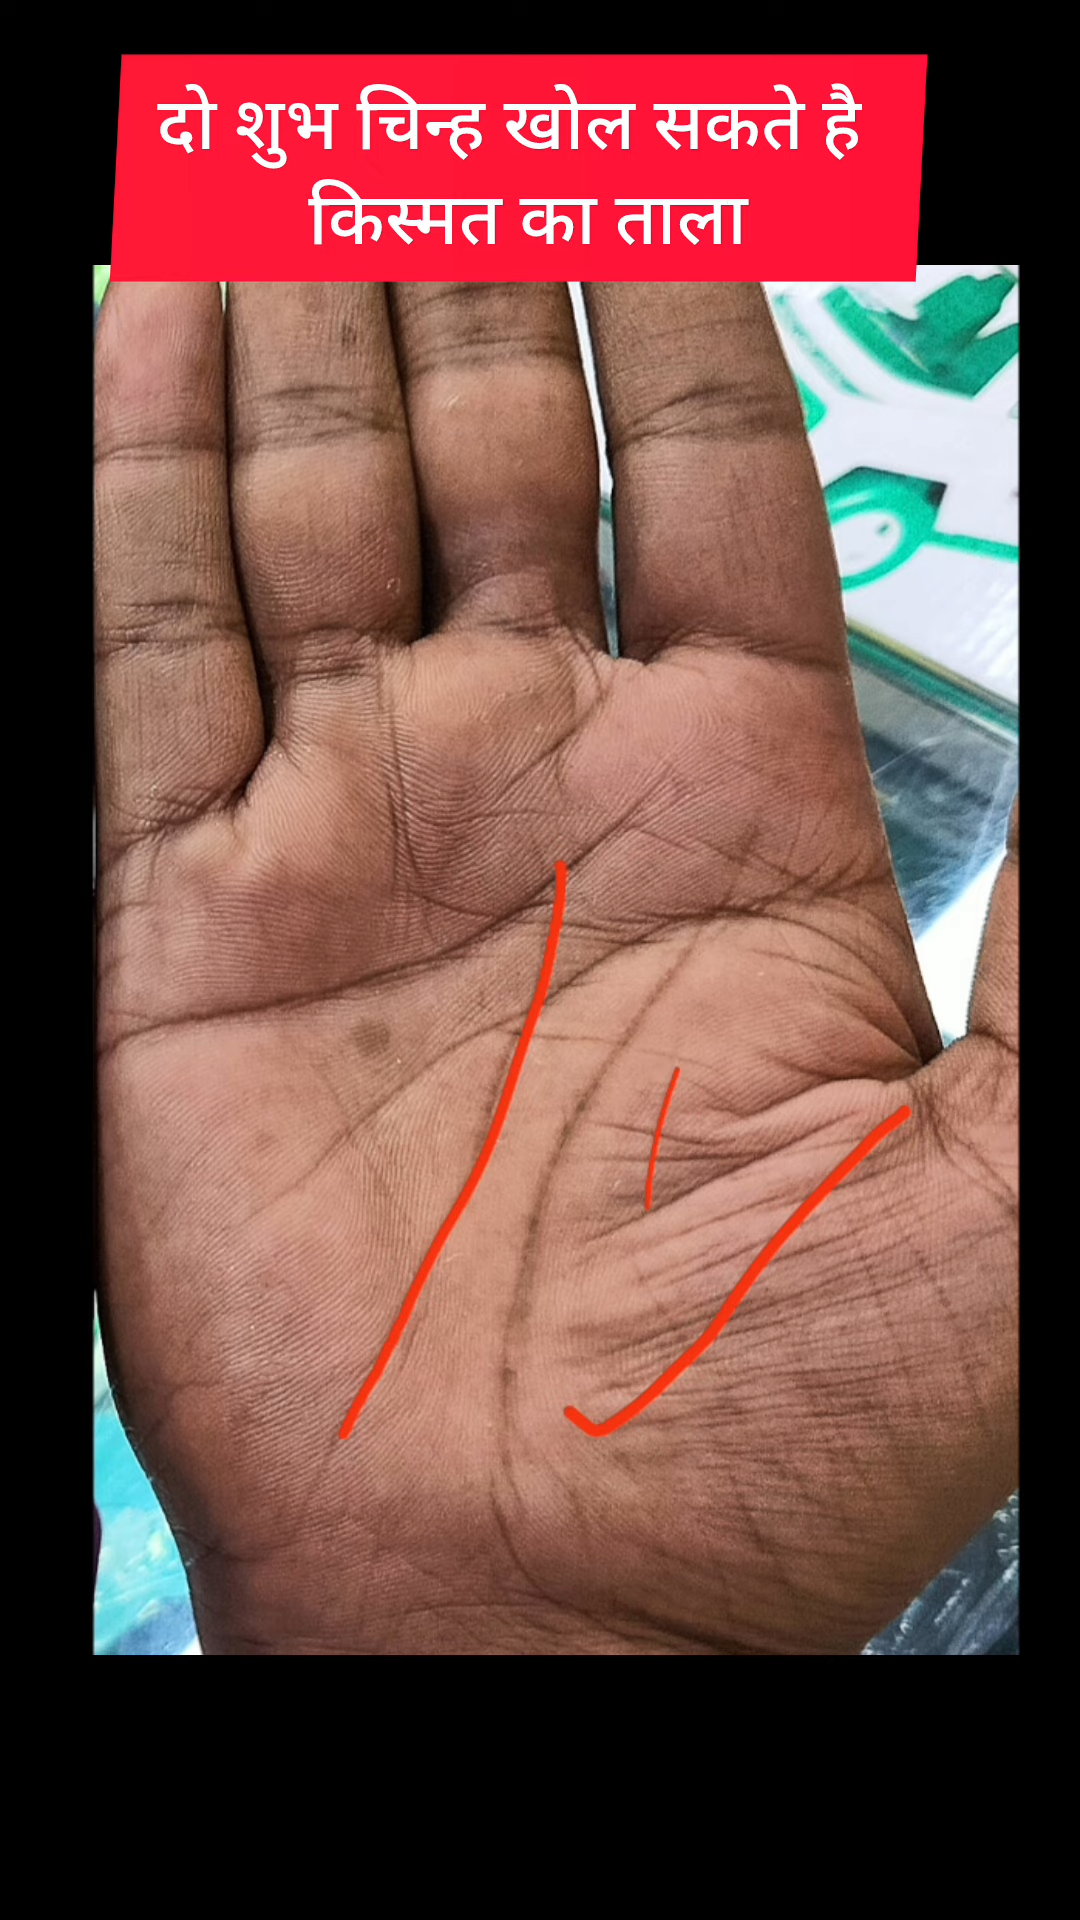 दो शुभ चिन्ह खोल सकते है
किस्मत का ताला